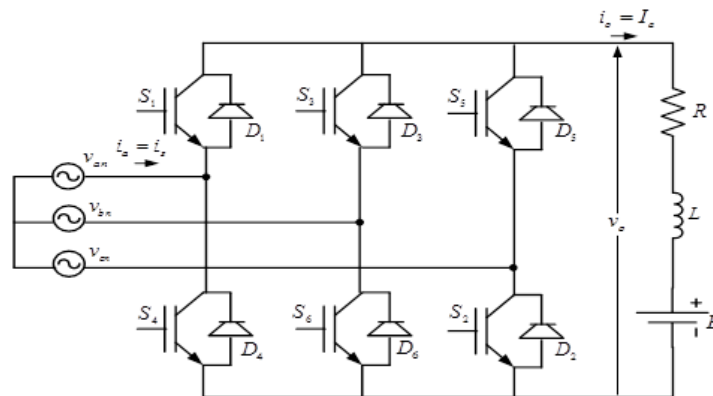 i_o = I_o
S_1
D_1
S_3
D_3
S_5
D_5
R
i_a = i_s
v_an
v_bn
v_cn
v_o
L
S_4
D_4
S_6
D_6
S_2
D_2
+
-